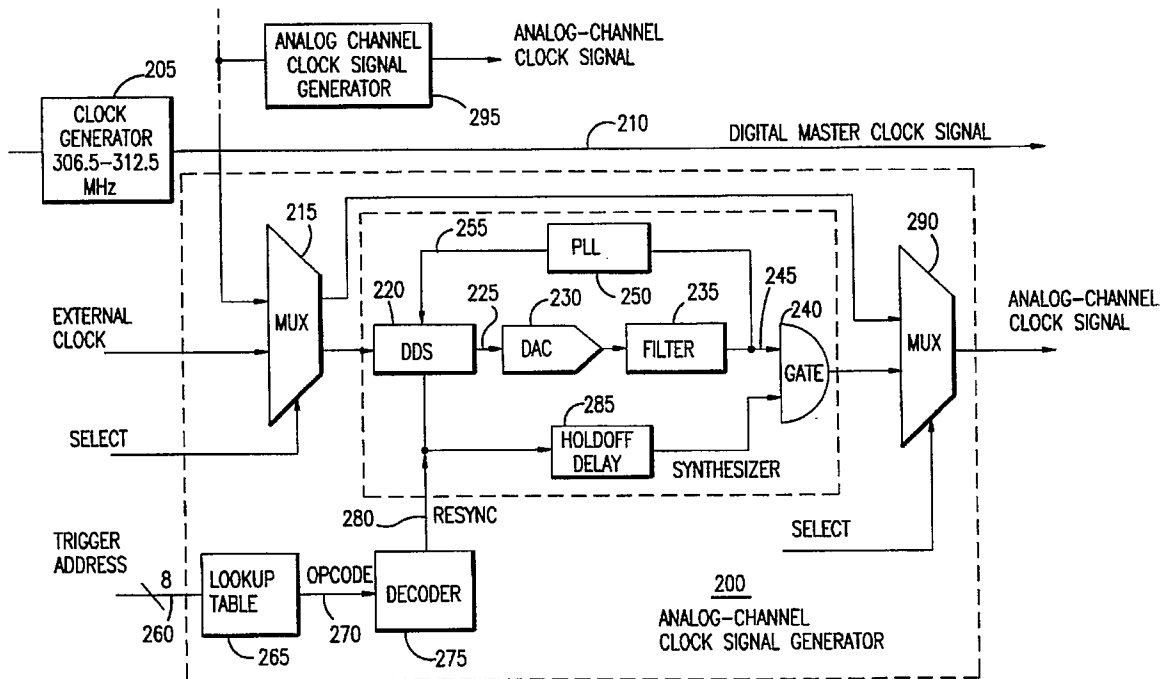 ANALOG CHANNEL
CLOCK SIGNAL
GENERATOR
ANALOG-CHANNEL
CLOCK SIGNAL
295
205
CLOCK
GENERATOR
306.5–312.5
MHz
210
DIGITAL MASTER CLOCK SIGNAL
215
MUX
EXTERNAL
CLOCK
SELECT
255
PLL
250
220
DDS
225
230
DAC
235
FILTER
245
240
GATE
285
HOLDOFF
DELAY
SYNTHESIZER
290
MUX
ANALOG-CHANNEL
CLOCK SIGNAL
SELECT
280
RESYNC
TRIGGER
ADDRESS
8
260
LOOKUP
TABLE
265
OPCODE
270
DECODER
275
200
ANALOG-CHANNEL
CLOCK SIGNAL GENERATOR